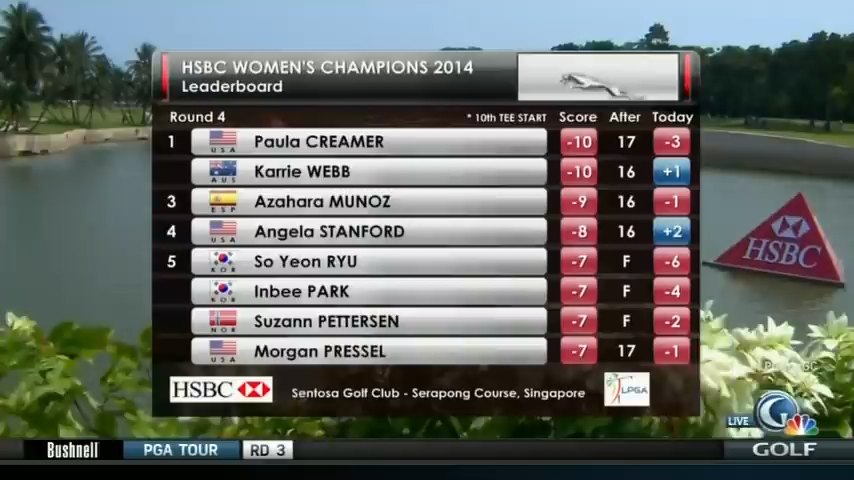 HSBC WOMEN'S CHAMPIONS 2014
Leaderboard
Round 4 * 10th TEE START Score After Today
1 USA Paula CREAMER -10 17 -3
AUS Karrie WEBB -10 16 +1
3 ESP Azahara MUNOZ -9 16 -1
4 USA Angela STANFORD -8 16 +2
5 KOR So Yeon RYU -7 F -6
KOR Inbee PARK -7 F -4
NOR Suzann PETTERSEN -7 F -2
USA Morgan PRESSEL -7 17 -1
HSBC Sentosa Golf Club - Serapong Course, Singapore LPGA
HSBC
LIVE
GOLF
Bushnell PGA TOUR RD 3